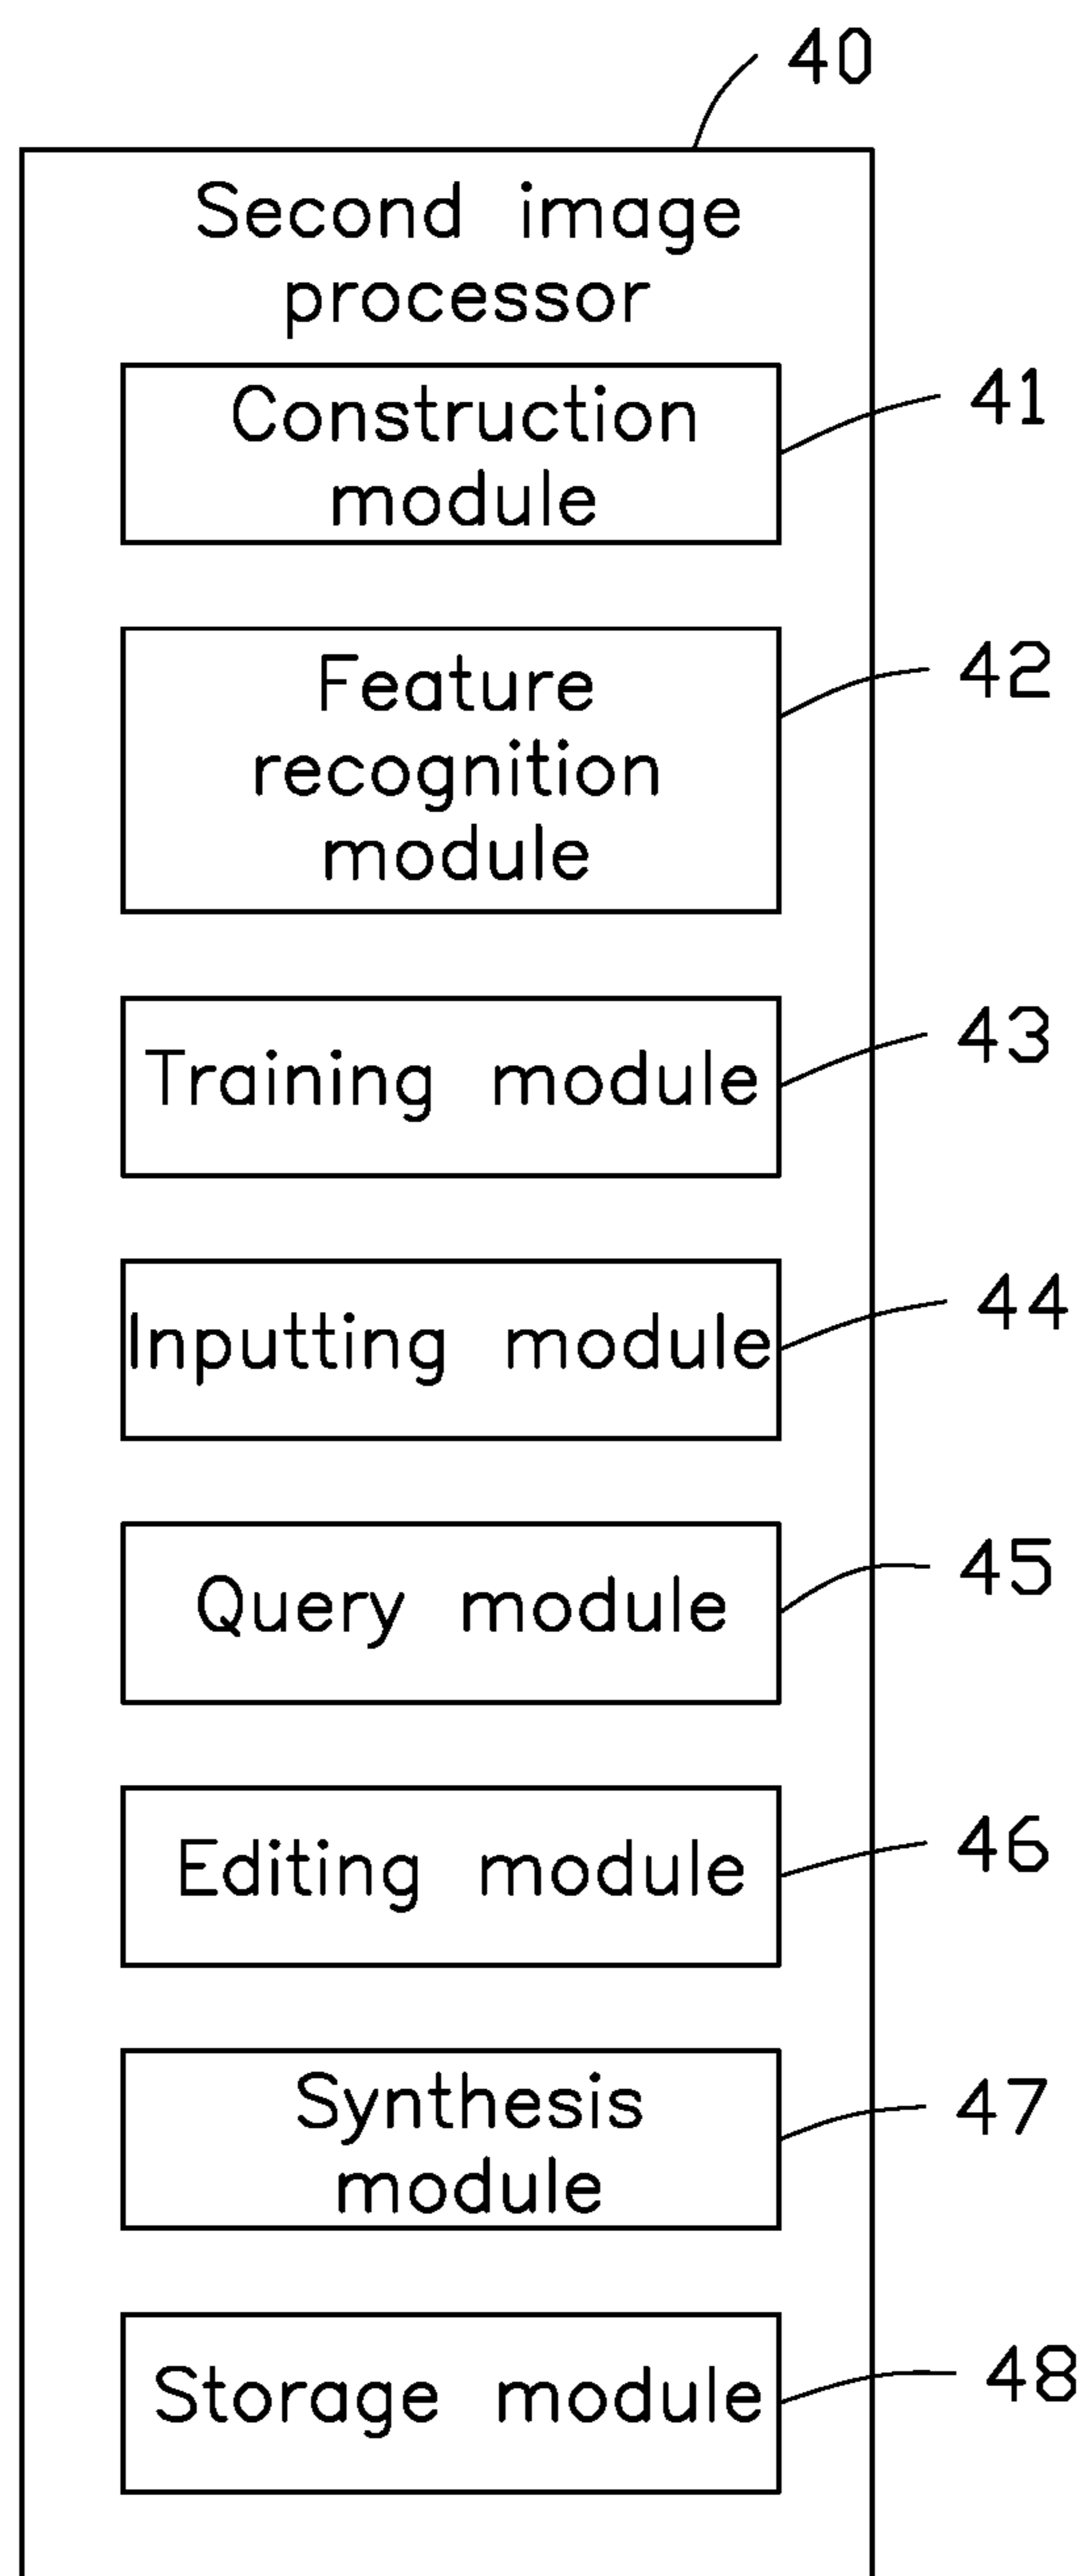 40
Second image
processor
Construction
module
41
Feature
recognition
module
42
Training module
43
Inputting module
44
Query module
45
Editing module
46
Synthesis
module
47
Storage module
48